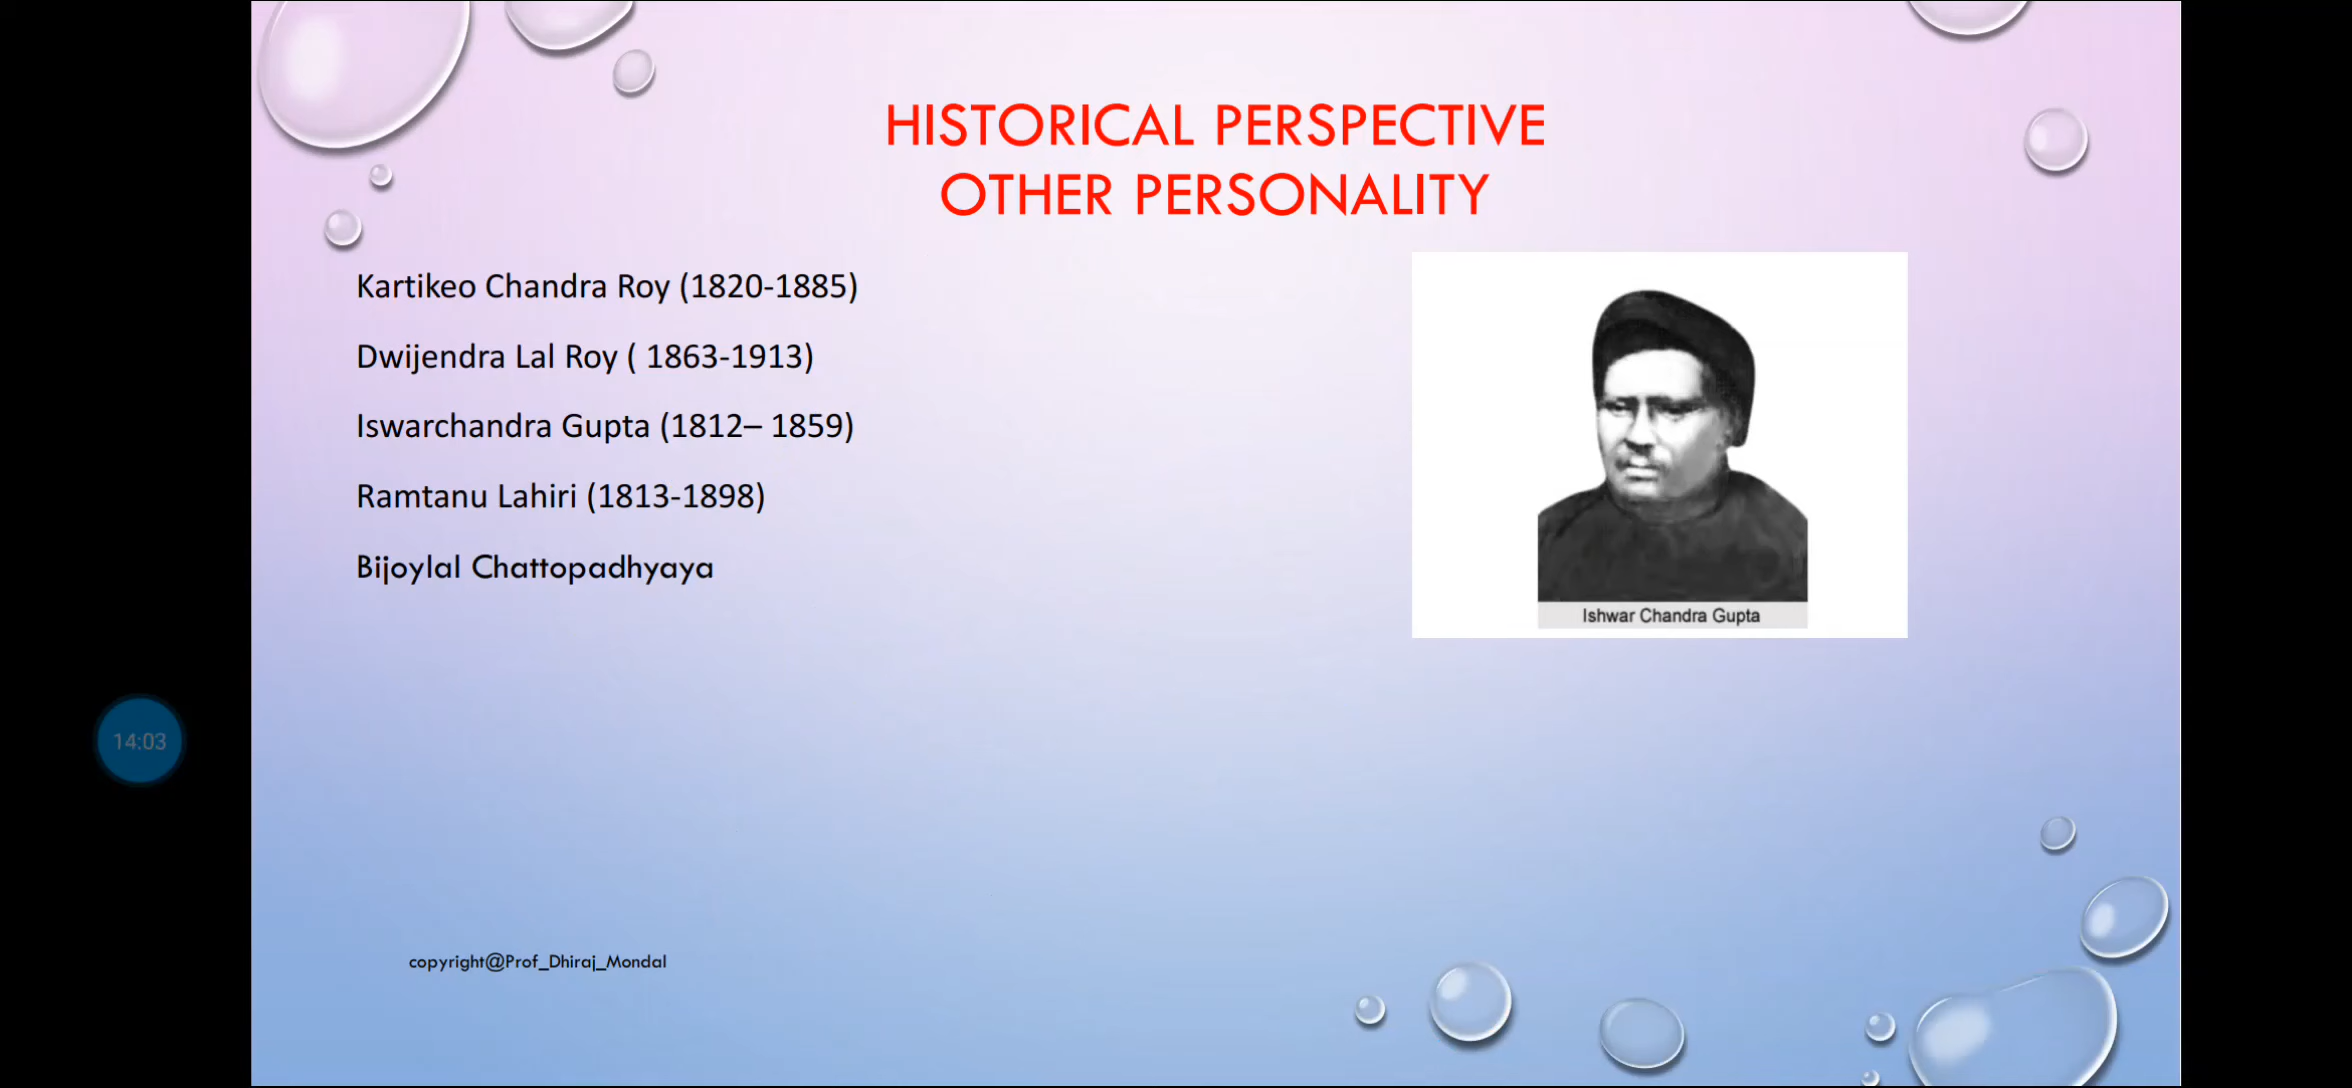 HISTORICAL PERSPECTIVE
OTHER PERSONALITY
Kartikeo Chandra Roy (1820-1885)
Dwijendra Lal Roy ( 1863-1913)
Iswarchandra Gupta (1812– 1859)
Ramtanu Lahiri (1813-1898)
Bijoylal Chattopadhyaya
Ishwar Chandra Gupta
14:03
copyright@Prof_Dhiraj_Mondal